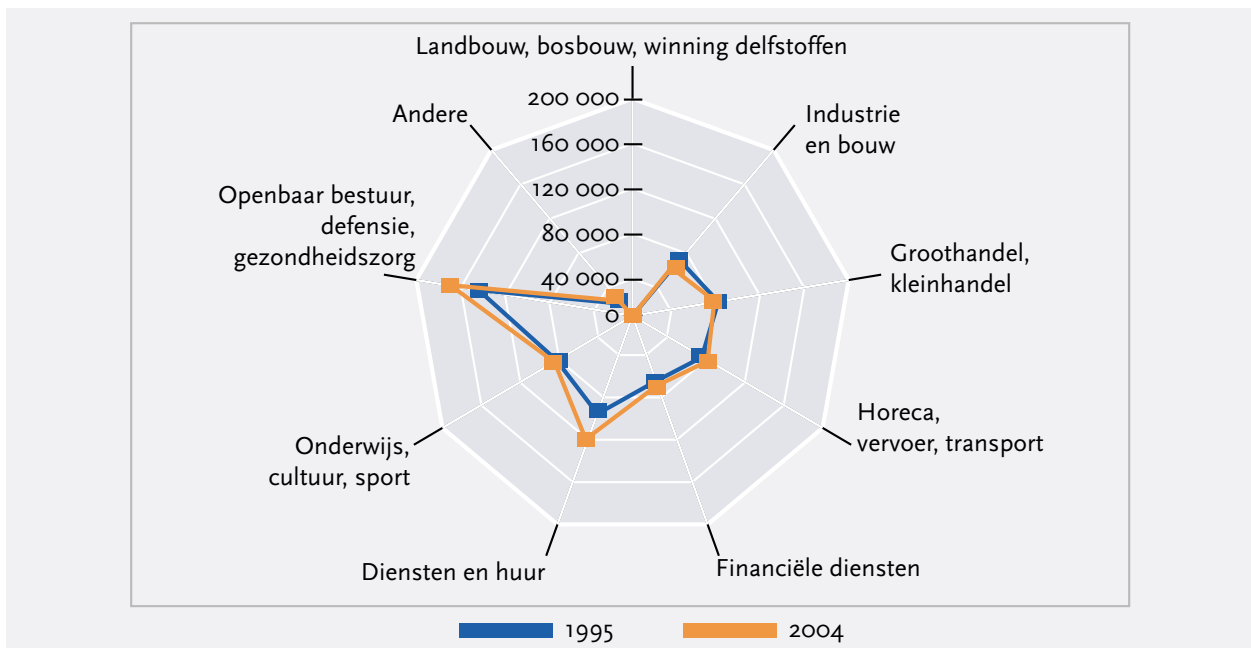 Landbouw, bosbouw, winning delfstoffen
200 000
160 000
120 000
80 000
40 000
0
Industrie
en bouw
Groothandel,
kleinhandel
Horeca,
vervoer, transport
Financiële diensten
Diensten en huur
Onderwijs,
cultuur, sport
Openbaar bestuur,
defensie,
gezondheidszorg
Andere
1995
2004